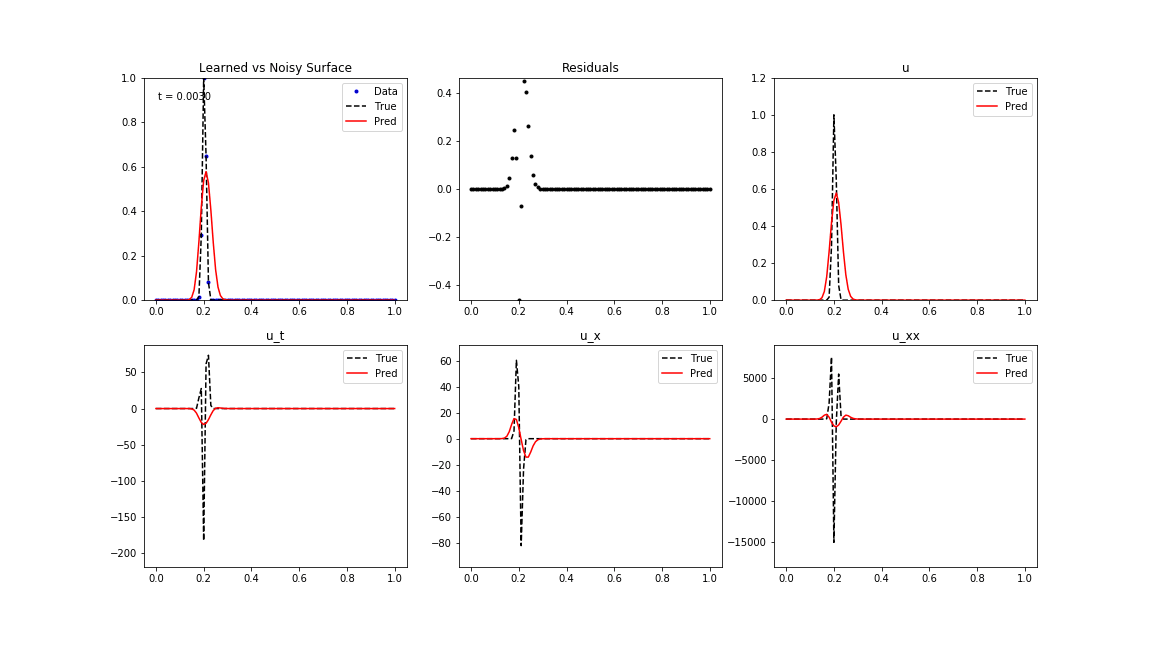 Learned vs Noisy Surface
t = 0.0030
Data
True
Pred
1.0
0.8
0.6
0.4
0.2
0.0
0.0 0.2 0.4 0.6 0.8 1.0
Residuals
0.4
0.2
0.0
−0.2
−0.4
0.0 0.2 0.4 0.6 0.8 1.0
u
True
Pred
1.2
1.0
0.8
0.6
0.4
0.2
0.0
0.0 0.2 0.4 0.6 0.8 1.0
u_t
True
Pred
50
0
−50
−100
−150
−200
0.0 0.2 0.4 0.6 0.8 1.0
u_x
True
Pred
60
40
20
0
−20
−40
−60
−80
0.0 0.2 0.4 0.6 0.8 1.0
u_xx
True
Pred
5000
0
−5000
−10000
−15000
0.0 0.2 0.4 0.6 0.8 1.0